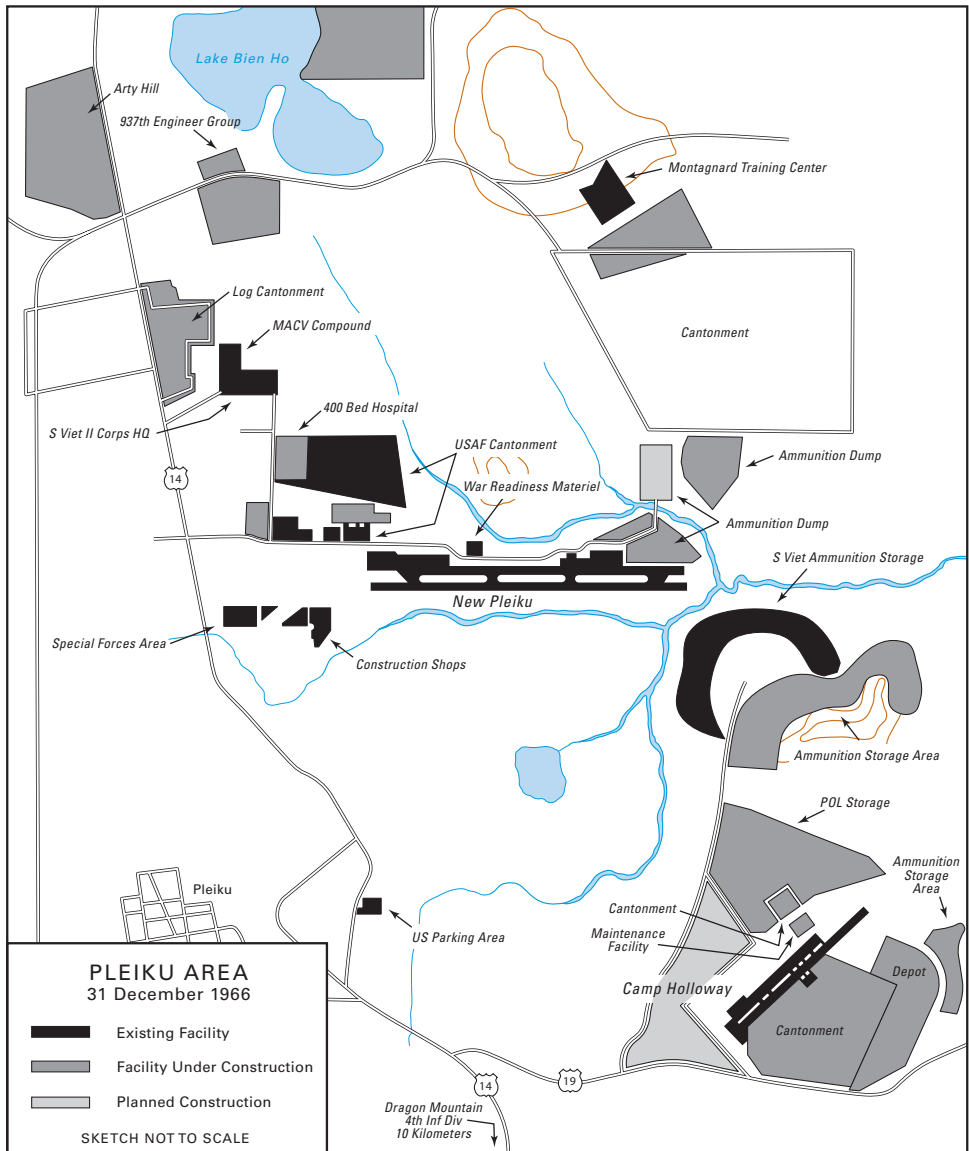 Lake Bien Ho
Arty Hill
937th Engineer Group
Montagnard Training Center
Log Cantonment
MACV Compound
Cantonment
400 Bed Hospital
S Viet II Corps HQ
USAF Cantonment
Ammunition Dump
14
War Readiness Materiel
Ammunition Dump
S Viet Ammunition Storage
New Pleiku
Special Forces Area
Construction Shops
Ammunition Storage Area
POL Storage
Ammunition
Storage
Area
Pleiku
Cantonment
US Parking Area
Maintenance
Facility
Depot
Camp Holloway
Cantonment
PLEIKU AREA
31 December 1966
Existing Facility
Facility Under Construction
Planned Construction
SKETCH NOT TO SCALE
19
14
Dragon Mountain
4th Inf Div
10 Kilometers